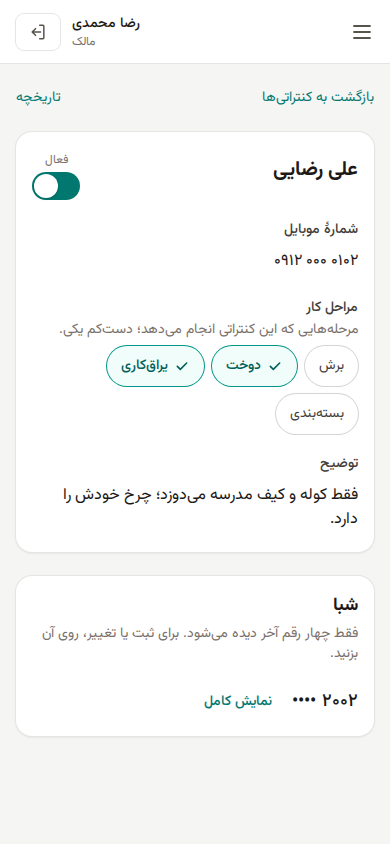 رضا محمدی
مالک
بازگشت به کنتراتی‌ها
تاریخچه
علی رضایی
فعال
شمارهٔ موبایل
۰۹۱۲ ۰۰۰ ۰۱۰۲
مراحل کار
مرحله‌هایی که این کنتراتی انجام می‌دهد؛ دست‌کم یکی.
برش
دوخت
یراق‌کاری
بسته‌بندی
توضیح
فقط کوله و کیف مدرسه می‌دوزد؛ چرخ خودش را
دارد.
شبا
فقط چهار رقم آخر دیده می‌شود. برای ثبت یا تغییر، روی آن
بزنید.
•••• ۲۰۰۲
نمایش کامل